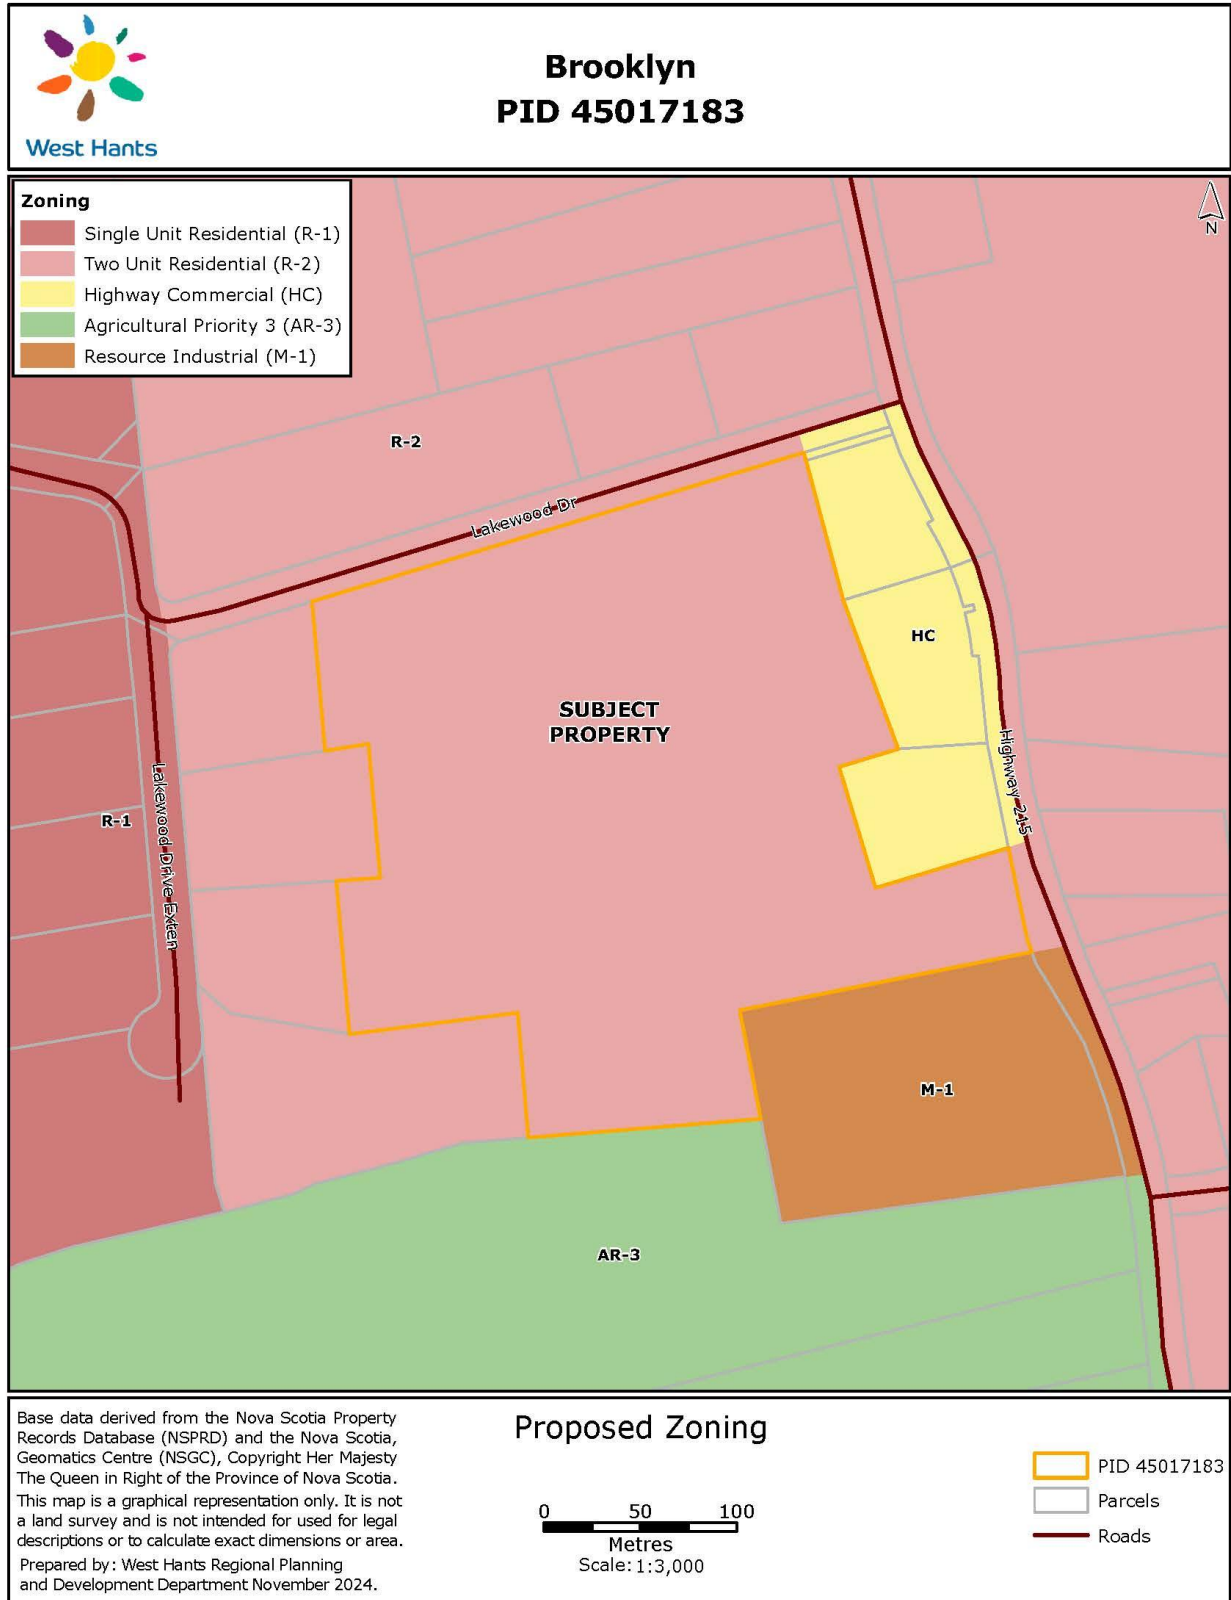 West Hants
Brooklyn
PID 45017183
Zoning
Single Unit Residential (R-1)
Two Unit Residential (R-2)
Highway Commercial (HC)
Agricultural Priority 3 (AR-3)
Resource Industrial (M-1)
N
R-2
Lakewood Dr
HC
SUBJECT
PROPERTY
Highway 215
Lakewood Drive Exten
R-1
M-1
AR-3
Base data derived from the Nova Scotia Property
Records Database (NSPRD) and the Nova Scotia,
Geomatics Centre (NSGC), Copyright Her Majesty
The Queen in Right of the Province of Nova Scotia.
This map is a graphical representation only. It is not
a land survey and is not intended for used for legal
descriptions or to calculate exact dimensions or area.
Prepared by: West Hants Regional Planning
and Development Department November 2024.
Proposed Zoning
0 50 100
Metres
Scale: 1:3,000
PID 45017183
Parcels
Roads